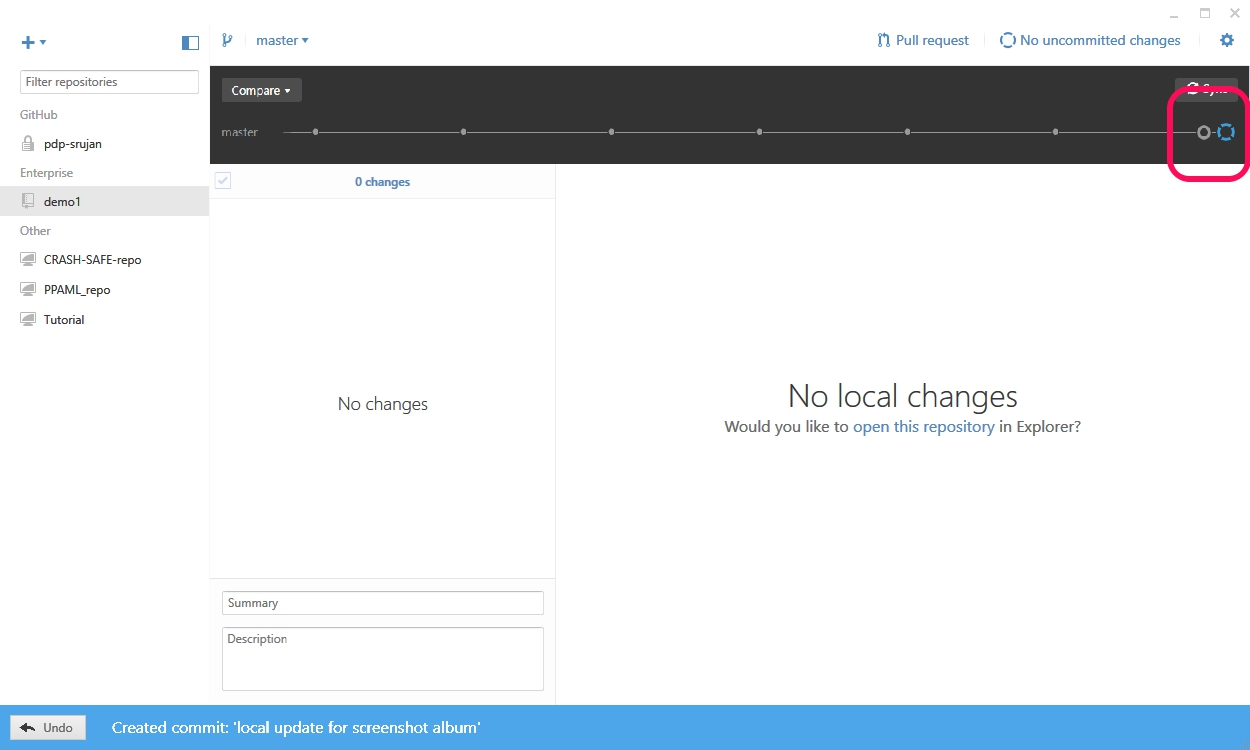 master
Pull request
No uncommitted changes
Filter repositories
GitHub
pdp-srujan
Enterprise
demo1
Other
CRASH-SAFE-repo
PPAML_repo
Tutorial
Compare
Sync
master
0 changes
No changes
No local changes
Would you like to open this repository in Explorer?
Summary
Description
Undo
Created commit: 'local update for screenshot album'